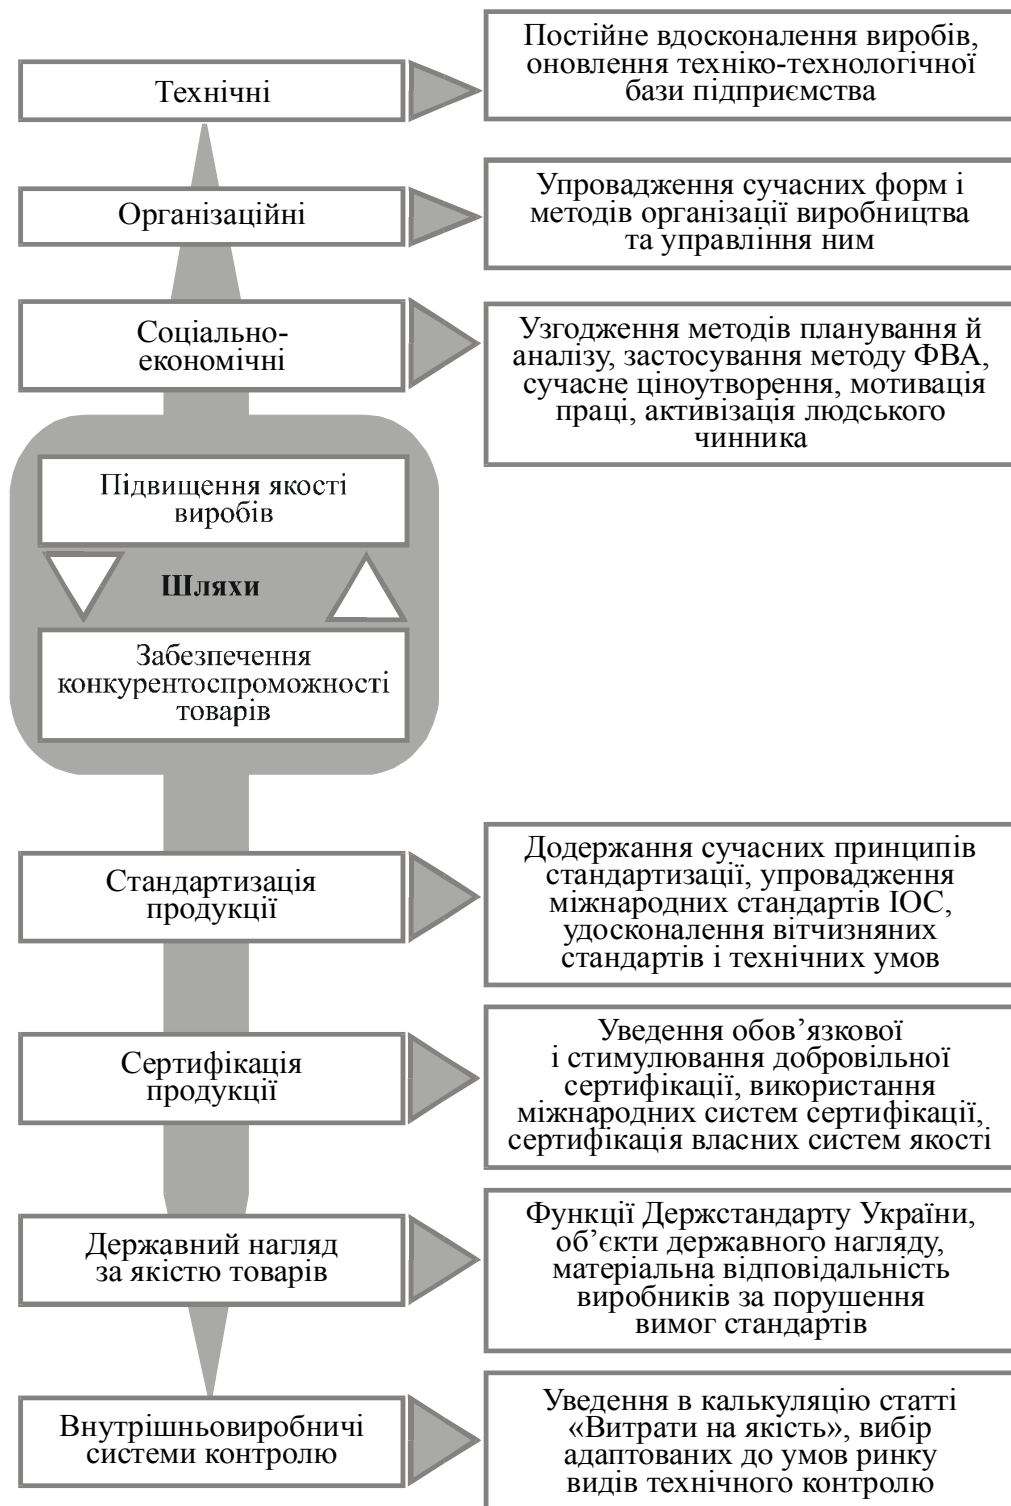 Технічні
Постійне вдосконалення виробів,
оновлення техніко-технологічної
бази підприємства
Організаційні
Упровадження сучасних форм і
методів організації виробництва
та управління ним
Соціально-
економічні
Узгодження методів планування й
аналізу, застосування методу ФВА,
сучасне ціноутворення, мотивація
праці, активізація людського
чинника
Підвищення якості
виробів
Шляхи
Забезпечення
конкурентоспроможності
товарів
Стандартизація
продукції
Додержання сучасних принципів
стандартизації, упровадження
міжнародних стандартів ІОС,
удосконалення вітчизняних
стандартів і технічних умов
Сертифікація
продукції
Уведення обов’язкової
і стимулювання добровільної
сертифікації, використання
міжнародних систем сертифікації,
сертифікація власних систем якості
Державний нагляд
за якістю товарів
Функції Держстандарту України,
об’єкти державного нагляду,
матеріальна відповідальність
виробників за порушення
вимог стандартів
Внутрішньовиробничі
системи контролю
Уведення в калькуляцію статті
«Витрати на якість», вибір
адаптованих до умов ринку
видів технічного контролю